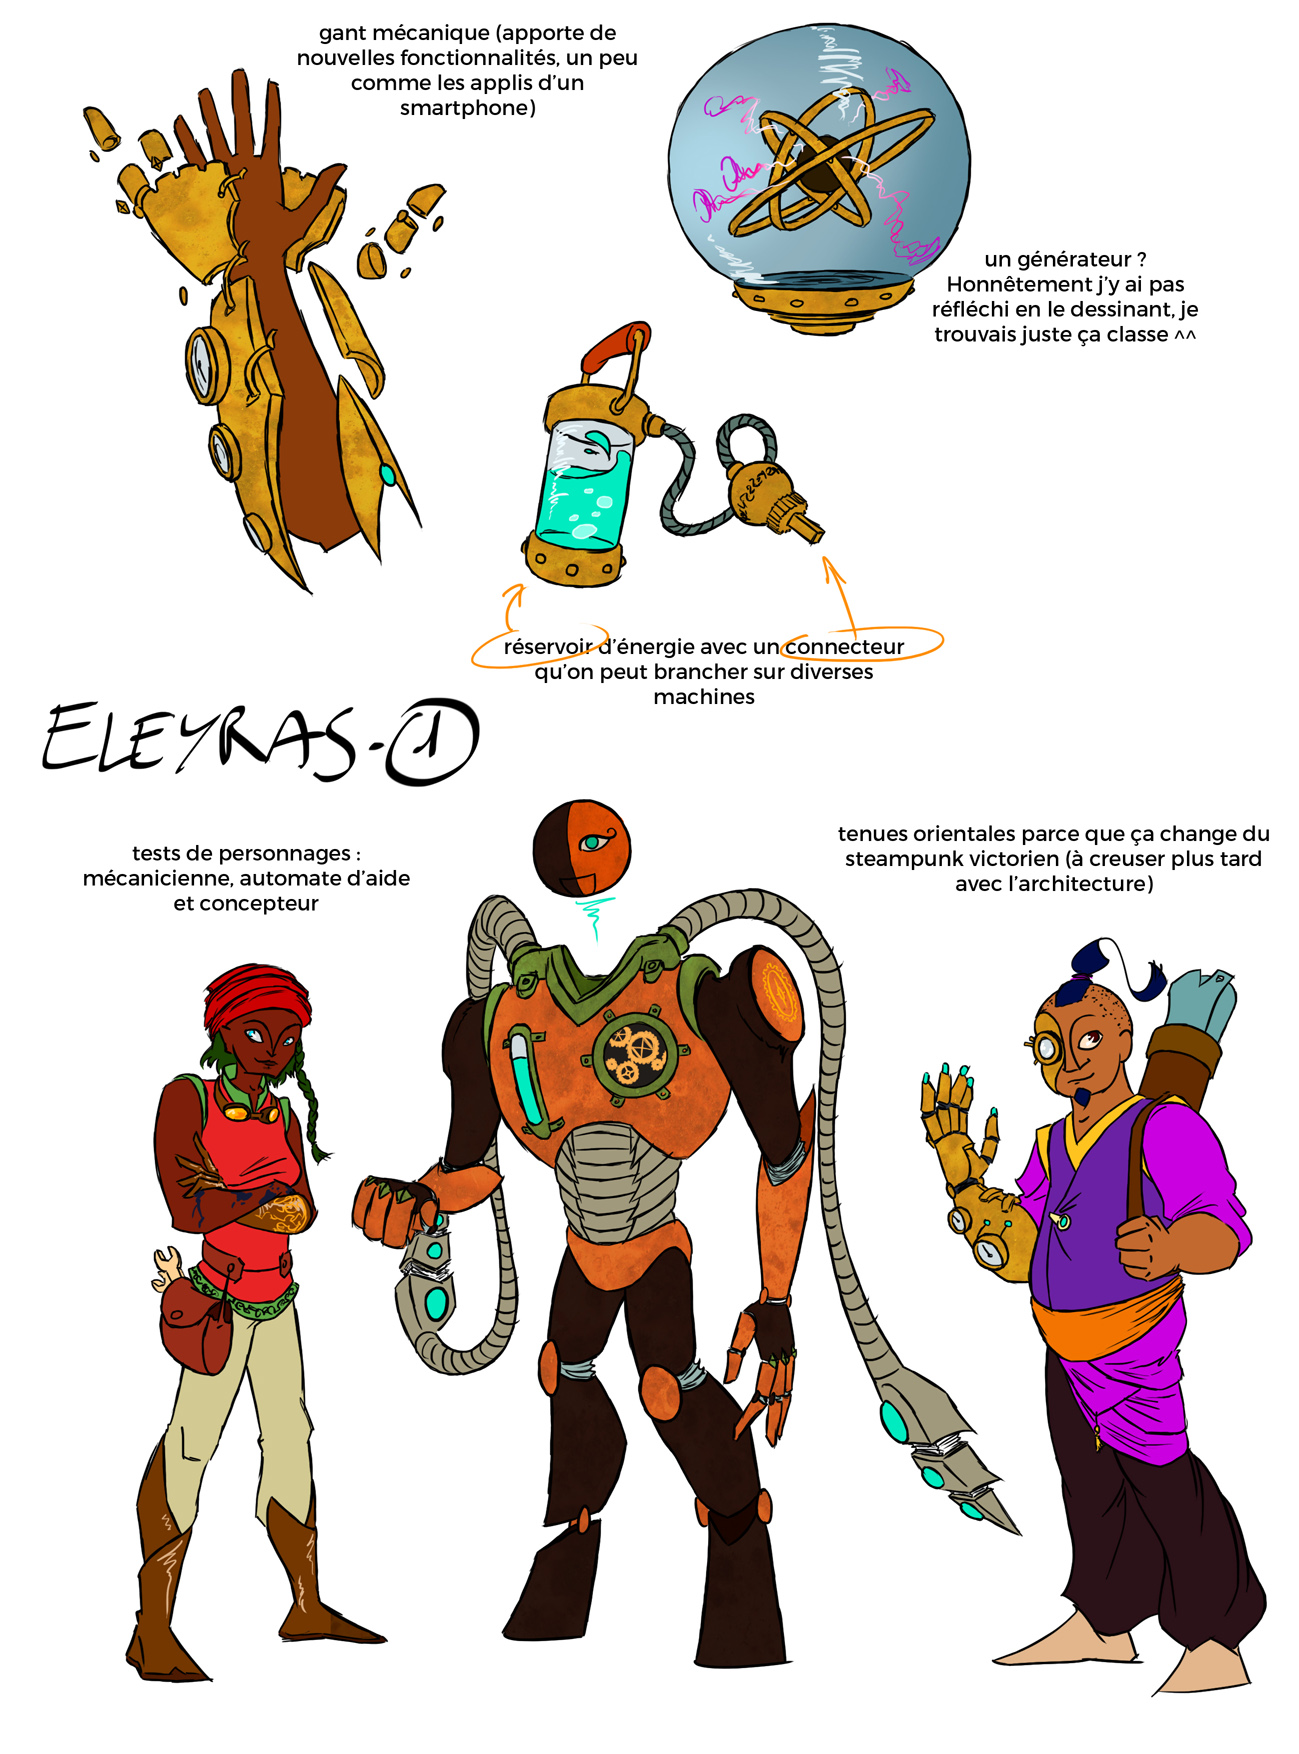 gant mécanique (apporte de
nouvelles fonctionnalités, un peu
comme les applis d’un
smartphone)
un générateur ?
Honnêtement j’y ai pas
réfléchi en le dessinant, je
trouvais juste ça classe ^^
réservoir d’énergie avec un connecteur
qu’on peut brancher sur diverses
machines
ELEYRAS-1
tests de personnages :
mécanicienne, automate d’aide
et concepteur
tenues orientales parce que ça change du
steampunk victorien (à creuser plus tard
avec l’architecture)